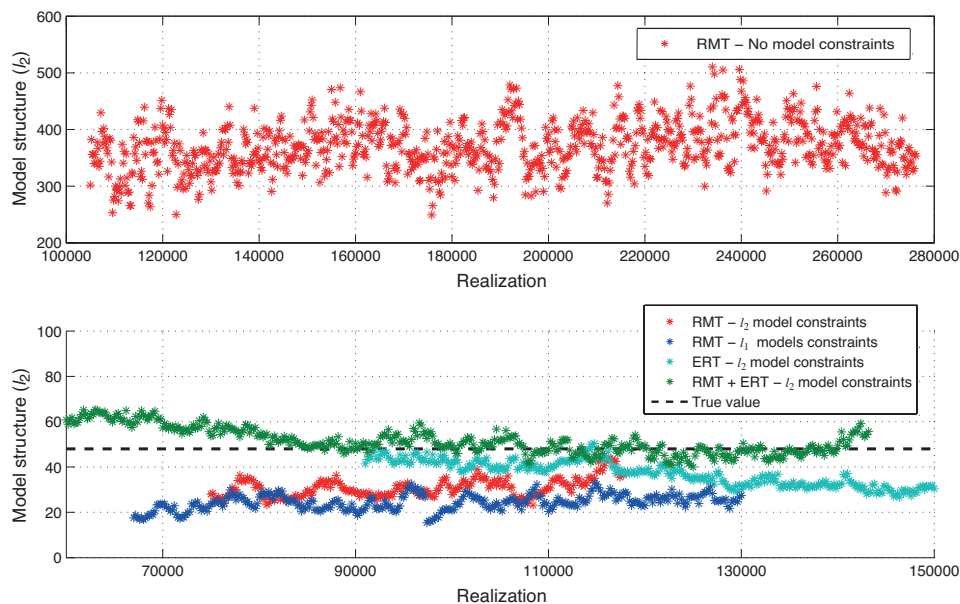 600
500
400
300
200
Model structure (l2)
RMT – No model constraints
100000 120000 140000 160000 180000 200000 220000 240000 260000 280000
Realization
100
80
60
40
20
0
Model structure (l2)
RMT – l2 model constraints
RMT – l1 models constraints
ERT – l2 model constraints
RMT + ERT – l2 model constraints
True value
70000 90000 110000 130000 150000
Realization